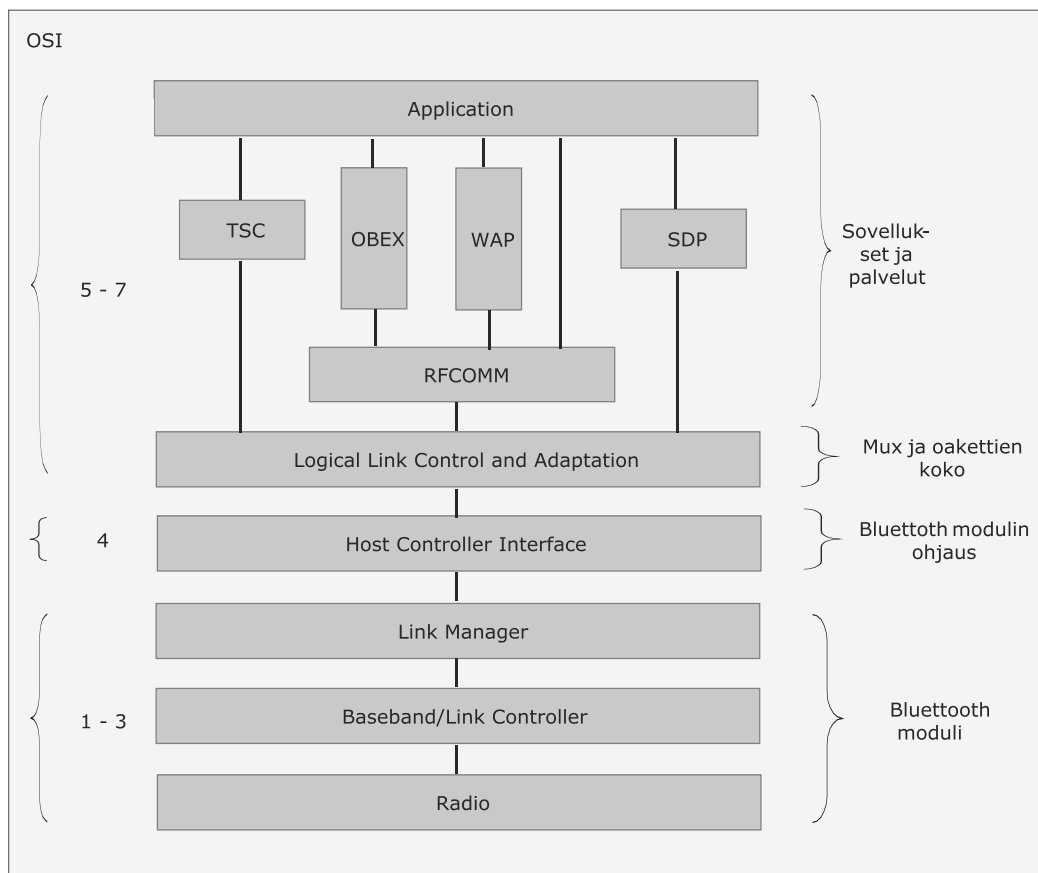 OSI
Application
TSC
OBEX
WAP
SDP
Sovelluk-
set ja
palvelut
5 - 7
RFCOMM
Logical Link Control and Adaptation
Mux ja oakettien
koko
4
Host Controller Interface
Bluettoth modulin
ohjaus
Link Manager
1 - 3
Baseband/Link Controller
Bluettooth
moduli
Radio